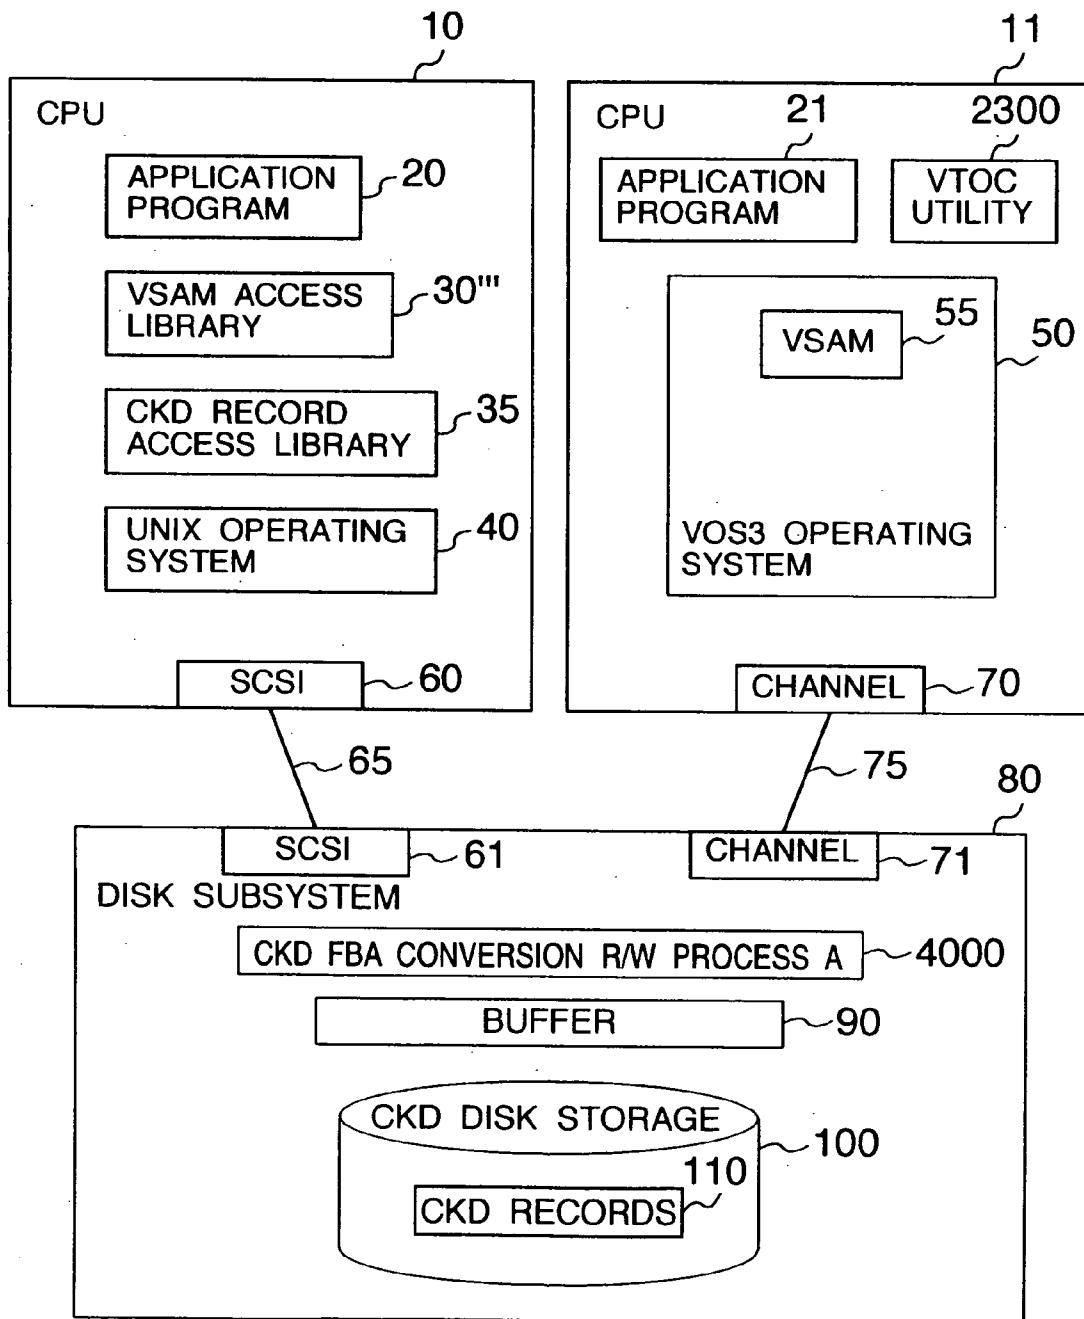 10
CPU
APPLICATION
PROGRAM
20
VSAM ACCESS
LIBRARY
30'''
CKD RECORD
ACCESS LIBRARY
35
UNIX OPERATING
SYSTEM
40
SCSI
60
11
CPU
21
2300
APPLICATION
PROGRAM
VTOC
UTILITY
VSAM
55
50
VOS3 OPERATING
SYSTEM
CHANNEL
70
65
75
80
SCSI
61
CHANNEL
71
DISK SUBSYSTEM
CKD FBA CONVERSION R/W PROCESS A
4000
BUFFER
90
CKD DISK STORAGE
100
110
CKD RECORDS